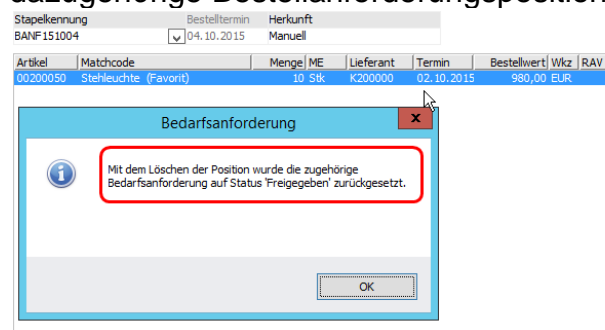 dazugehörige Bestellanforderungsposition
Stapelkennung Bestelltermin Herkunft
BANF151004 04.10.2015 Manuell
Artikel Matchcode Menge ME Lieferant Termin Bestellwert Wkz RAV
00200050 Stehleuchte (Favorit) 10 Stk K200000 02.10.2015 980,00 EUR
Bedarfsanforderung
x
Mit dem Löschen der Position wurde die zugehörige
Bedarfsanforderung auf Status 'Freigegeben' zurückgesetzt.
OK